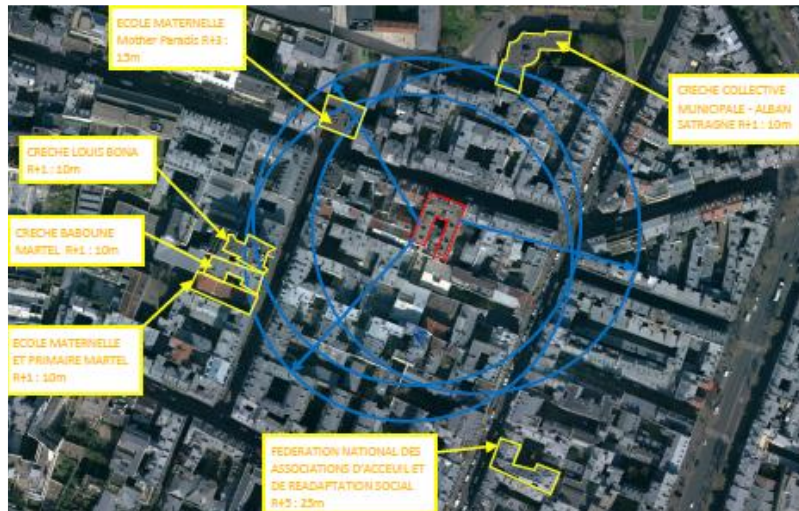 ECOLE MATERNELLE
Mother Paradis R+3 :
15m
CRECHE COLLECTIVE
MUNICIPALE - ALBAN
SATRAGNE R+1 : 10m
CRECHE LOUIS BONA
R+1 : 10m
CRECHE BABOUNE
MARTEL R+1 : 10m
ECOLE MATERNELLE
ET PRIMAIRE MARTEL
R+1 : 10m
FEDERATION NATIONAL DES
ASSOCIATIONS D'ACCEUIL ET
DE READAPTATION SOCIAL
R+5 : 25m